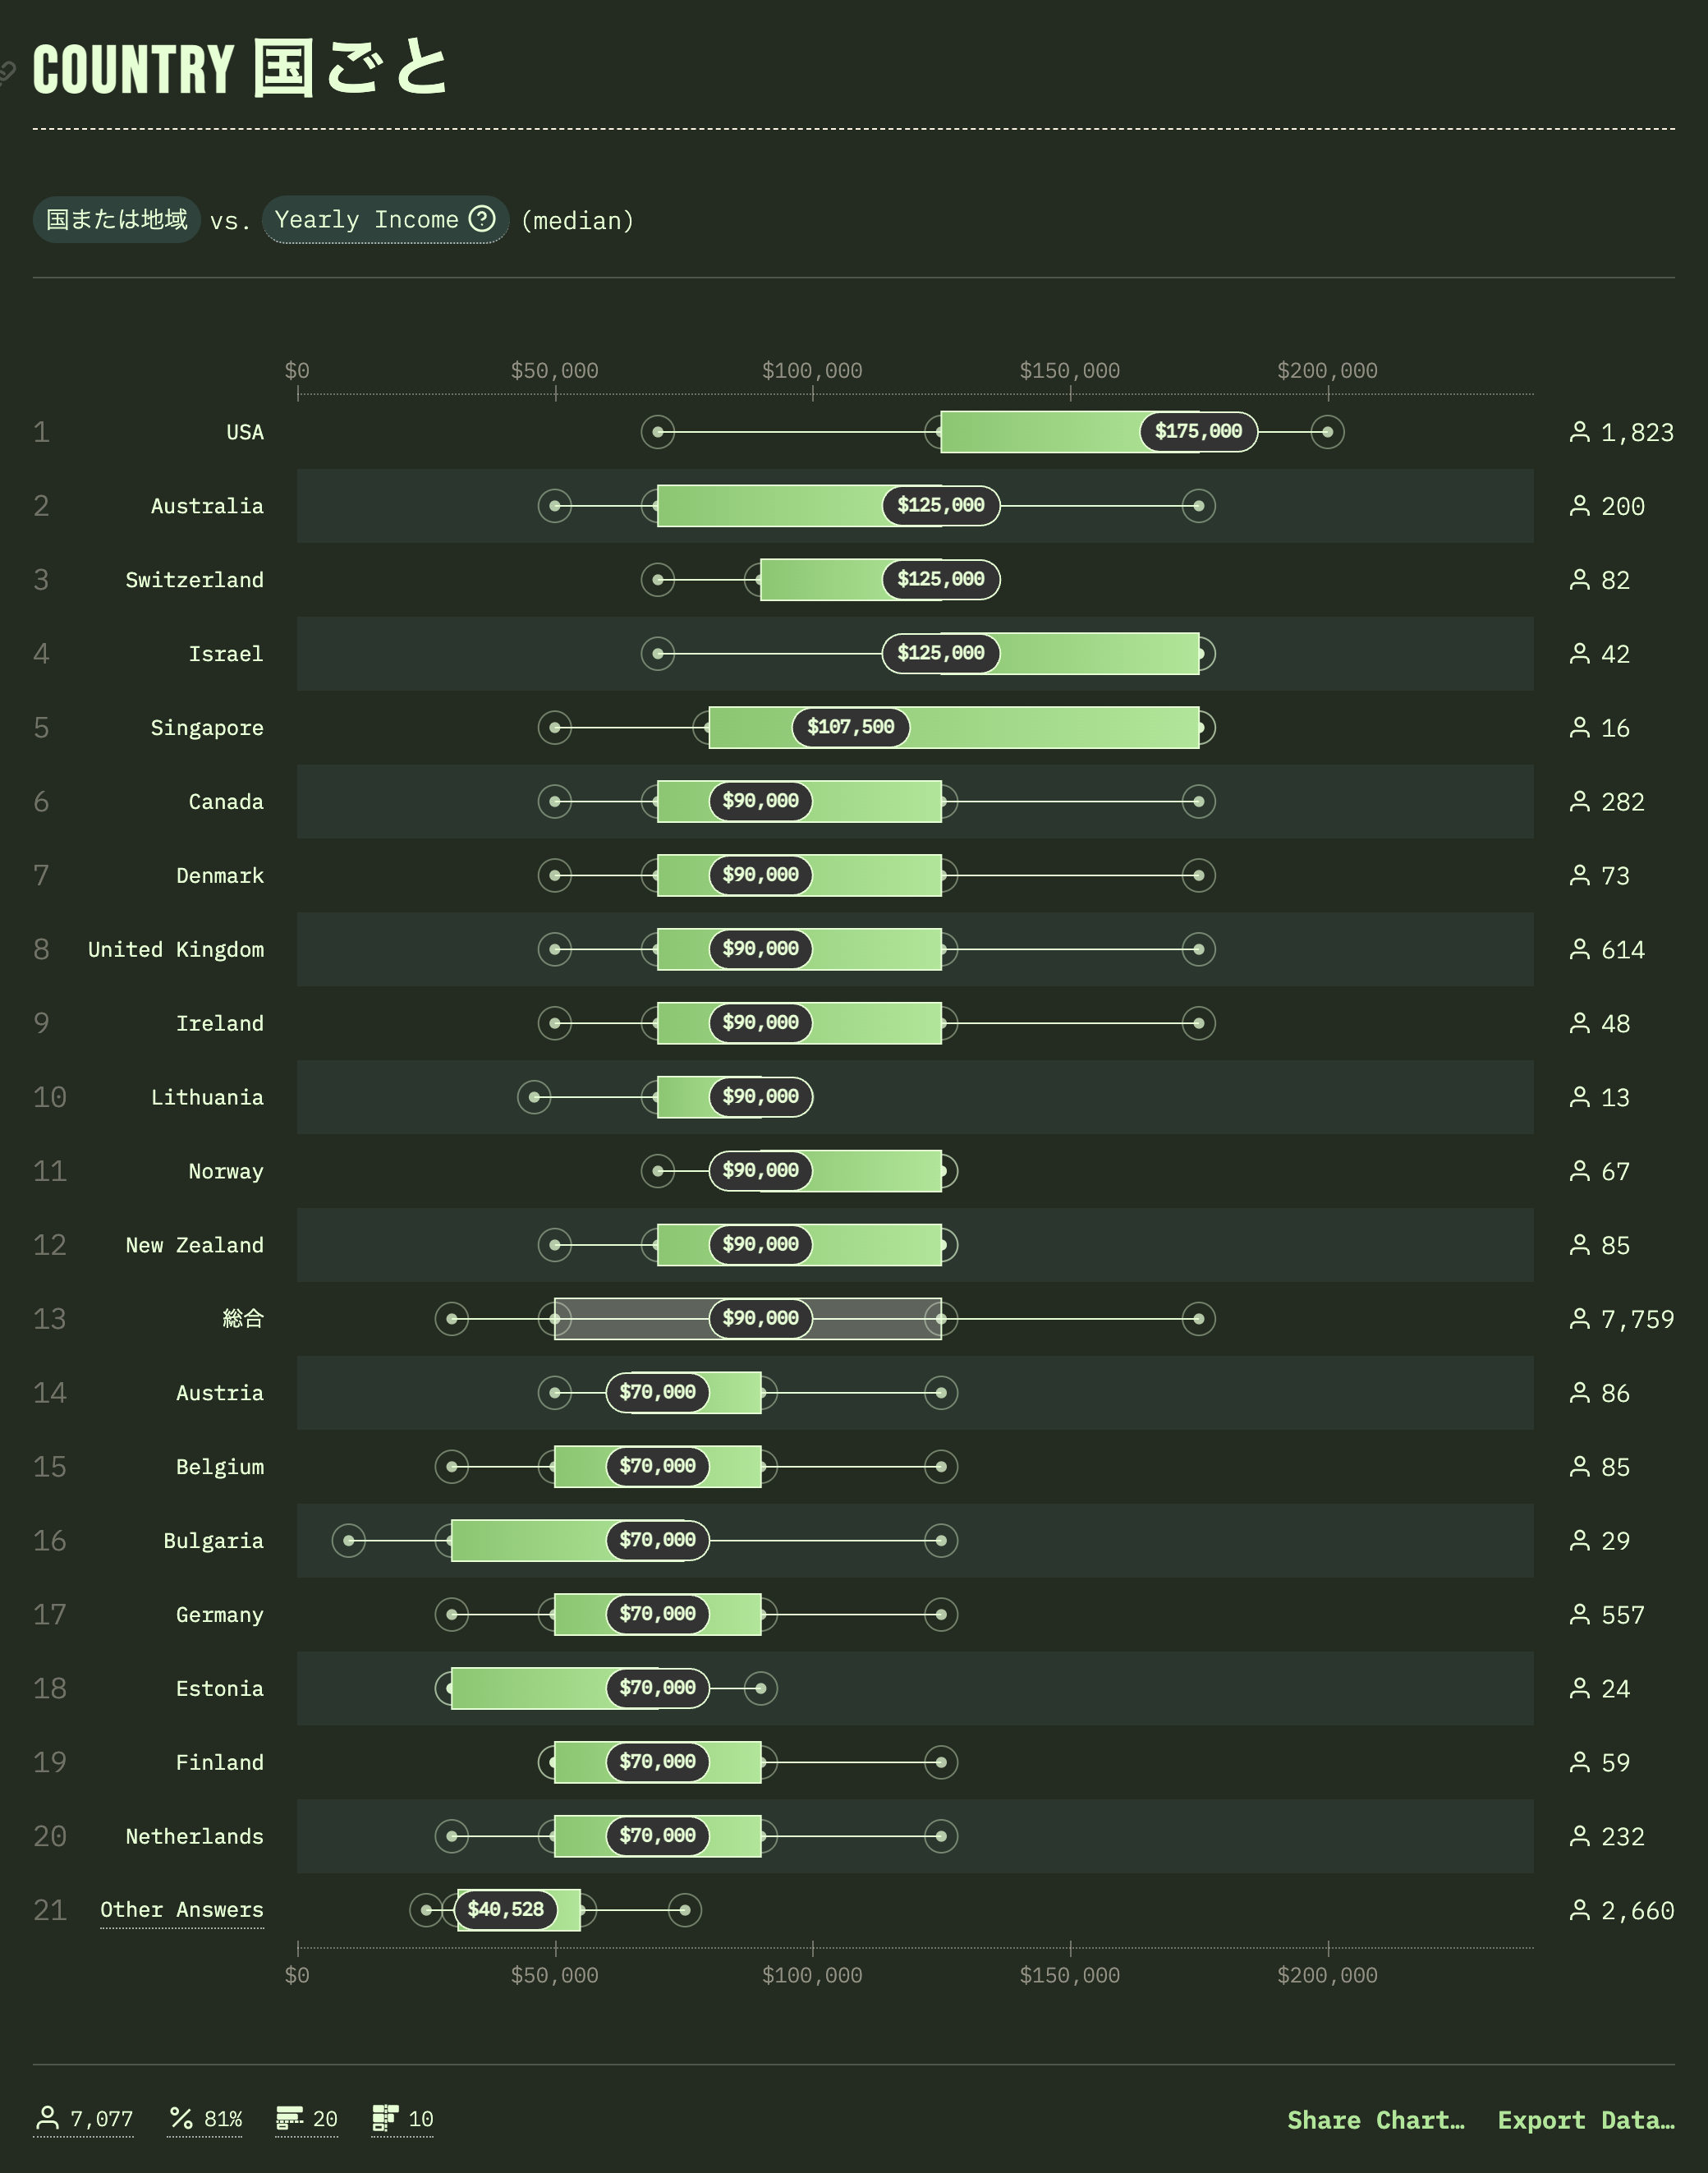 COUNTRY 国ごと
国または地域 vs. Yearly Income ? (median)
$0 $50,000 $100,000 $150,000 $200,000
1 USA $175,000 1,823
2 Australia $125,000 200
3 Switzerland $125,000 82
4 Israel $125,000 42
5 Singapore $107,500 16
6 Canada $90,000 282
7 Denmark $90,000 73
8 United Kingdom $90,000 614
9 Ireland $90,000 48
10 Lithuania $90,000 13
11 Norway $90,000 67
12 New Zealand $90,000 85
13 総合 $90,000 7,759
14 Austria $70,000 86
15 Belgium $70,000 85
16 Bulgaria $70,000 29
17 Germany $70,000 557
18 Estonia $70,000 24
19 Finland $70,000 59
20 Netherlands $70,000 232
21 Other Answers $40,528 2,660
$0 $50,000 $100,000 $150,000 $200,000
7,077 % 81% 20 10 Share Chart… Export Data…